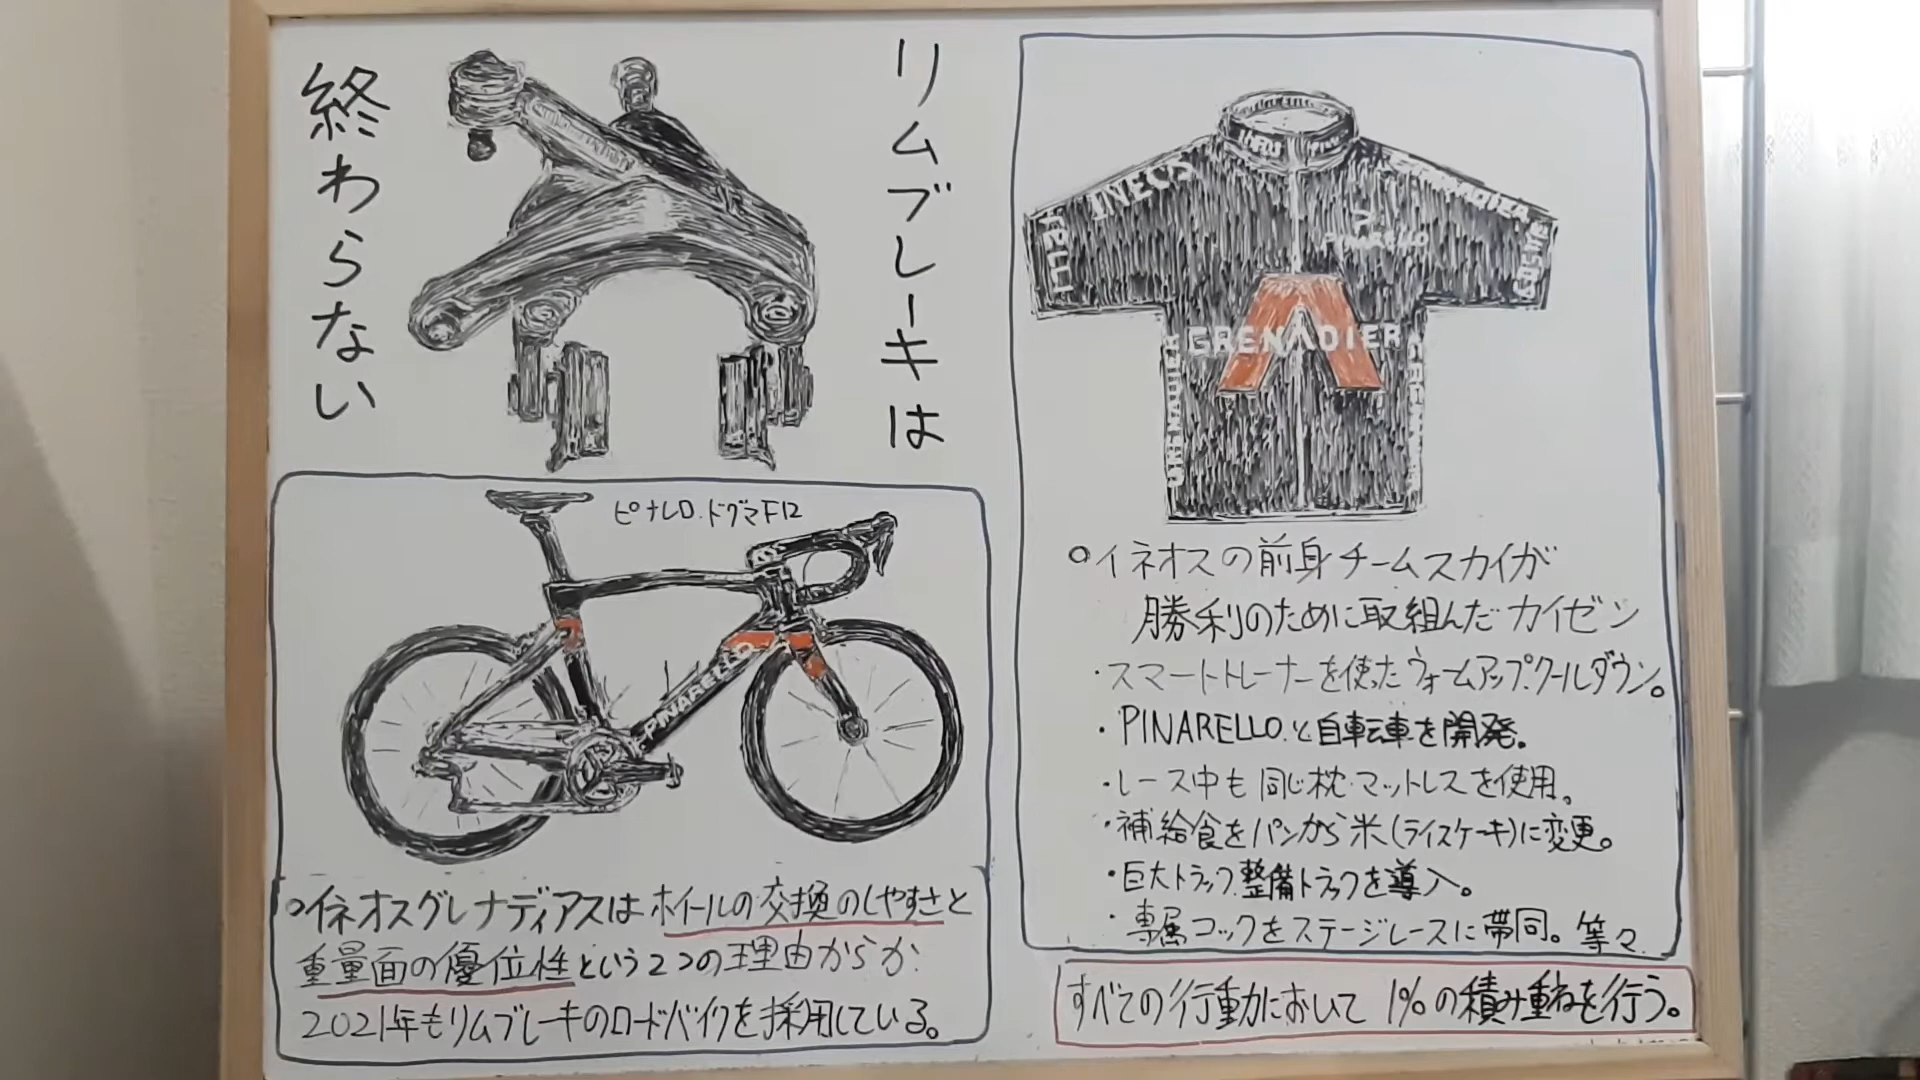 リムブレーキは
終わらない
ピナレロ.ドグマF12
PINARELLO
○イネオスグレナディアスはホイールの交換のしやすさと
重量面の優位性という2つの理由からか
2021年もリムブレーキのロードバイクを採用している。
INEOS
PINARELLO
GRENADIER
GRENADIER
○イネオスの前身チームスカイが
勝利のために取組んだカイゼン
・スマートトレーナーを使ったウォームアップ.クールダウン。
・PINARELLO.と自転車を開発。
・レース中も同じ枕・マットレスを使用。
・補給食をパンから米(ライスケーキ)に変更。
・巨大トラック.整備トラックを導入。
・専属コックをステージレースに帯同。等々
すべての行動において1%の積み重ねを行う。